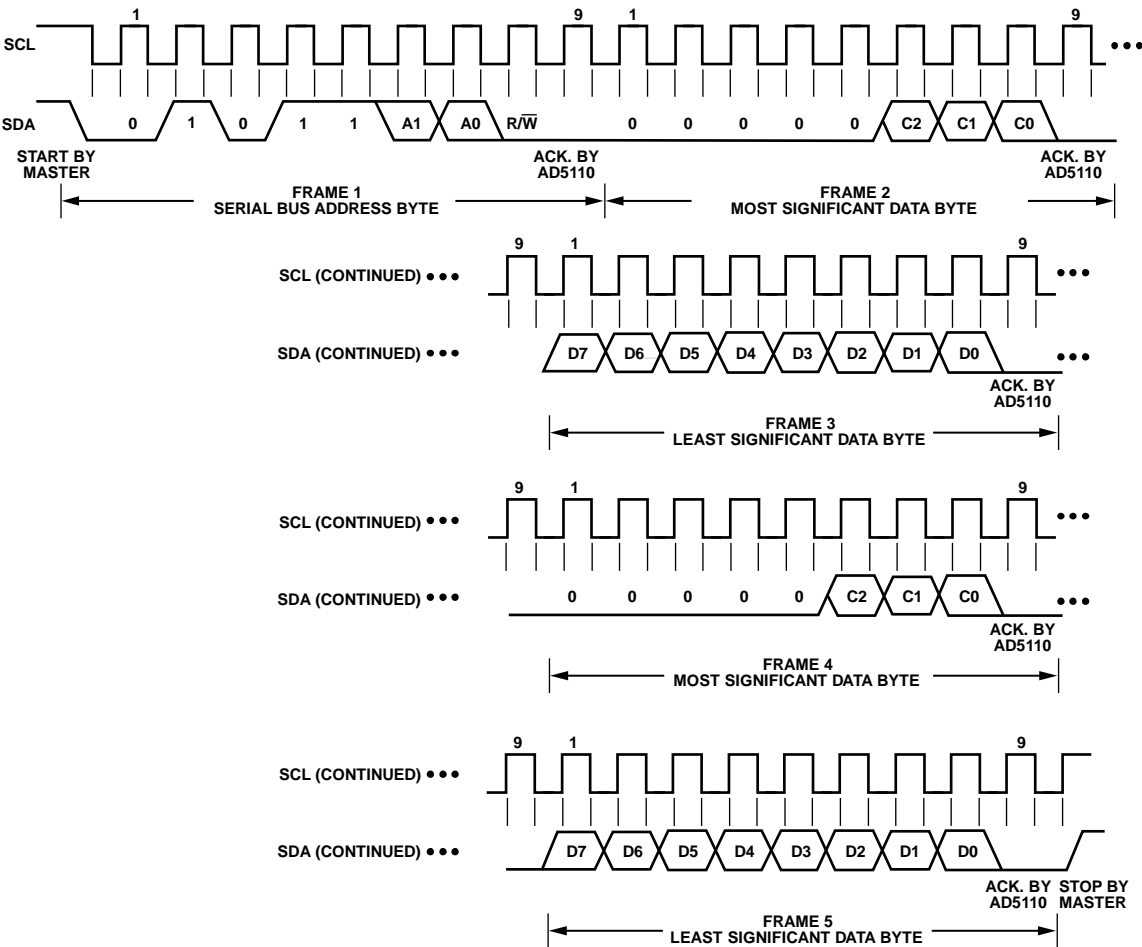 1 9 1 9
SCL
SDA 0 1 0 1 1 A1 A0 R/W̅ 0 0 0 0 0 C2 C1 C0
START BY
MASTER
ACK. BY
AD5110
ACK. BY
AD5110
FRAME 1
SERIAL BUS ADDRESS BYTE
FRAME 2
MOST SIGNIFICANT DATA BYTE
9 1 9
SCL (CONTINUED)
SDA (CONTINUED) D7 D6 D5 D4 D3 D2 D1 D0
ACK. BY
AD5110
FRAME 3
LEAST SIGNIFICANT DATA BYTE
9 1 9
SCL (CONTINUED)
SDA (CONTINUED) 0 0 0 0 0 C2 C1 C0
ACK. BY
AD5110
FRAME 4
MOST SIGNIFICANT DATA BYTE
9 1 9
SCL (CONTINUED)
SDA (CONTINUED) D7 D6 D5 D4 D3 D2 D1 D0
ACK. BY
AD5110
STOP BY
MASTER
FRAME 5
LEAST SIGNIFICANT DATA BYTE